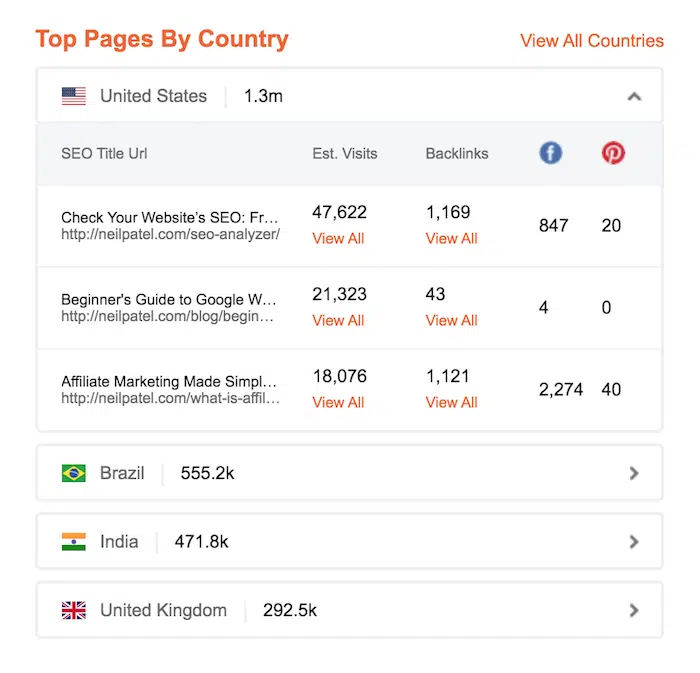 Top Pages By Country
View All Countries
United States 1.3m
SEO Title Url Est. Visits Backlinks
Check Your Website’s SEO: Fr... 47,622 1,169 847 20
http://neilpatel.com/seo-analyzer/ View All View All
Beginner's Guide to Google W... 21,323 43 4 0
http://neilpatel.com/blog/begin... View All View All
Affiliate Marketing Made Simpl... 18,076 1,121 2,274 40
http://neilpatel.com/what-is-affil... View All View All
Brazil 555.2k
India 471.8k
United Kingdom 292.5k